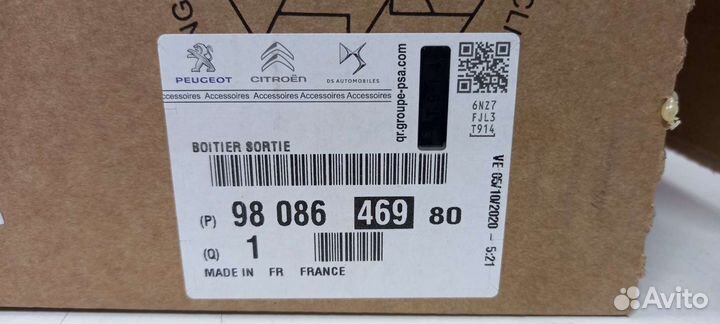 PEUGEOT CITROËN DS AUTOMOBILES
ccessoires Accessoires Accessoires Accessoires Accessoires
qr.groupe-psa.com
6NZ7
FJL3
T914
BOITIER SORTIE
(P) 98 086 469 80
(Q) 1
MADE IN FR FRANCE
VE 05/10/2020 - 5:21
Avito